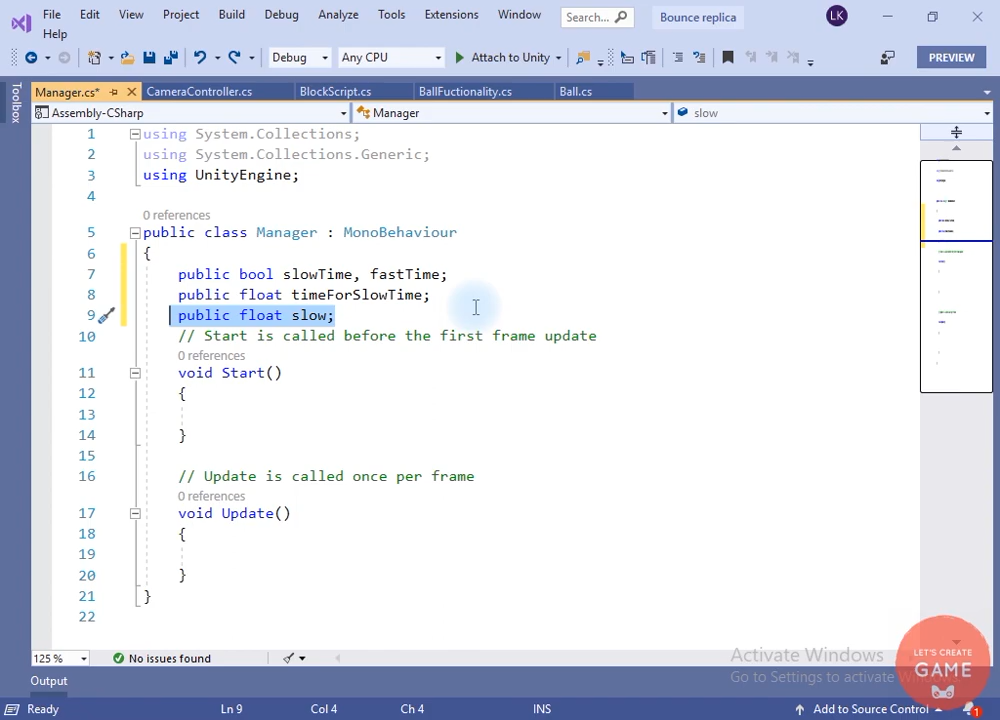 File Edit View Project Build Debug Analyze Tools Extensions Window Search... Bounce replica LK
Help
Debug Any CPU Attach to Unity PREVIEW
Toolbox
Manager.cs* CameraController.cs BlockScript.cs BallFuctionality.cs Ball.cs
Assembly-CSharp Manager slow
1 using System.Collections;
2 using System.Collections.Generic;
3 using UnityEngine;
4
0 references
5 public class Manager : MonoBehaviour
6 {
7 public bool slowTime, fastTime;
8 public float timeForSlowTime;
9 public float slow;
10 // Start is called before the first frame update
0 references
11 void Start()
12 {
13
14 }
15
16 // Update is called once per frame
0 references
17 void Update()
18 {
19
20 }
21 }
22
125 % No issues found
Activate Windows
Go to Settings to activate
LET'S CREATE
GAME
Output
Ready Ln 9 Col 4 Ch 4 INS Add to Source Control 1